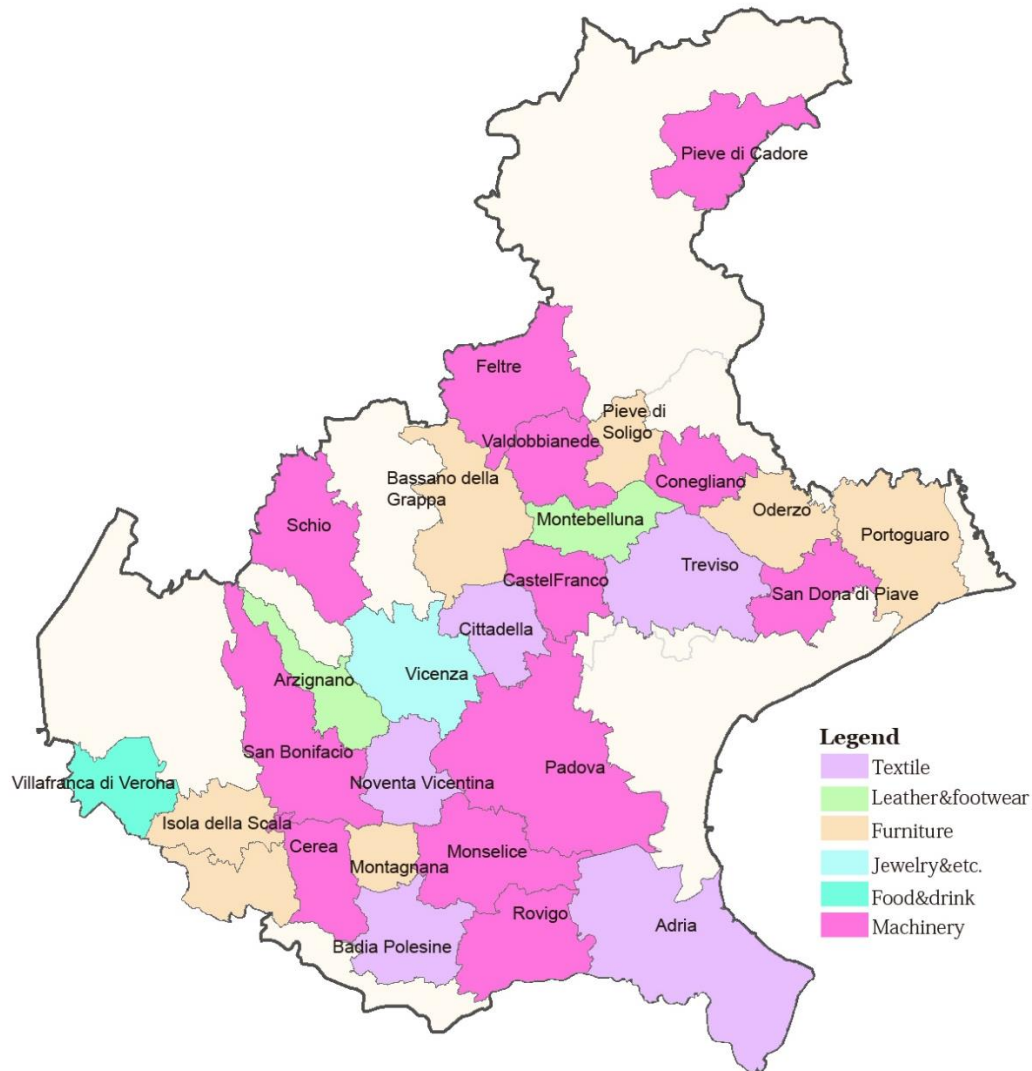 Pieve di Cadore
Feltre
Pieve di
Soligo
Valdobbianede
Bassano della
Grappa
Conegliano
Montebelluna
Oderzo
Schio
Portoguaro
Treviso
CastelFranco
San Dona'di Piave
Cittadella
Vicenza
Arzignano
San Bonifacio
Padova
Villafranca di Verona
Noventa Vicentina
Isola della Scala
Cerea
Montagnana
Monselice
Rovigo
Adria
Badia Polesine
Legend
Textile
Leather&footwear
Furniture
Jewelry&etc.
Food&drink
Machinery